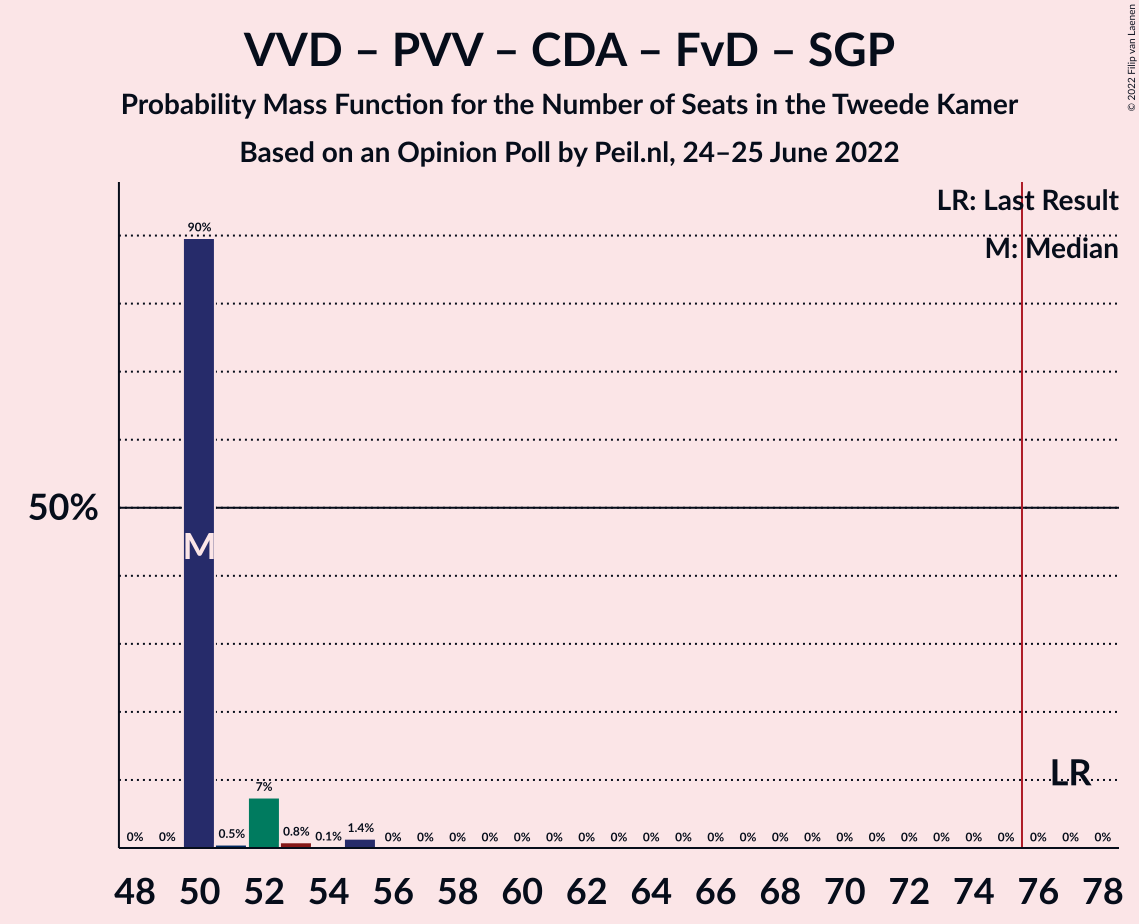 VVD – PVV – CDA – FvD – SGP
Probability Mass Function for the Number of Seats in the Tweede Kamer
Based on an Opinion Poll by Peil.nl, 24–25 June 2022
© 2022 Filip van Laenen
LR: Last Result
M: Median
90%
50%
M
LR
7%
0% 0% 0.5% 0.8% 0.1% 1.4% 0% 0% 0% 0% 0% 0% 0% 0% 0% 0% 0% 0% 0% 0% 0% 0% 0% 0% 0% 0% 0% 0% 0%
48 50 52 54 56 58 60 62 64 66 68 70 72 74 76 78